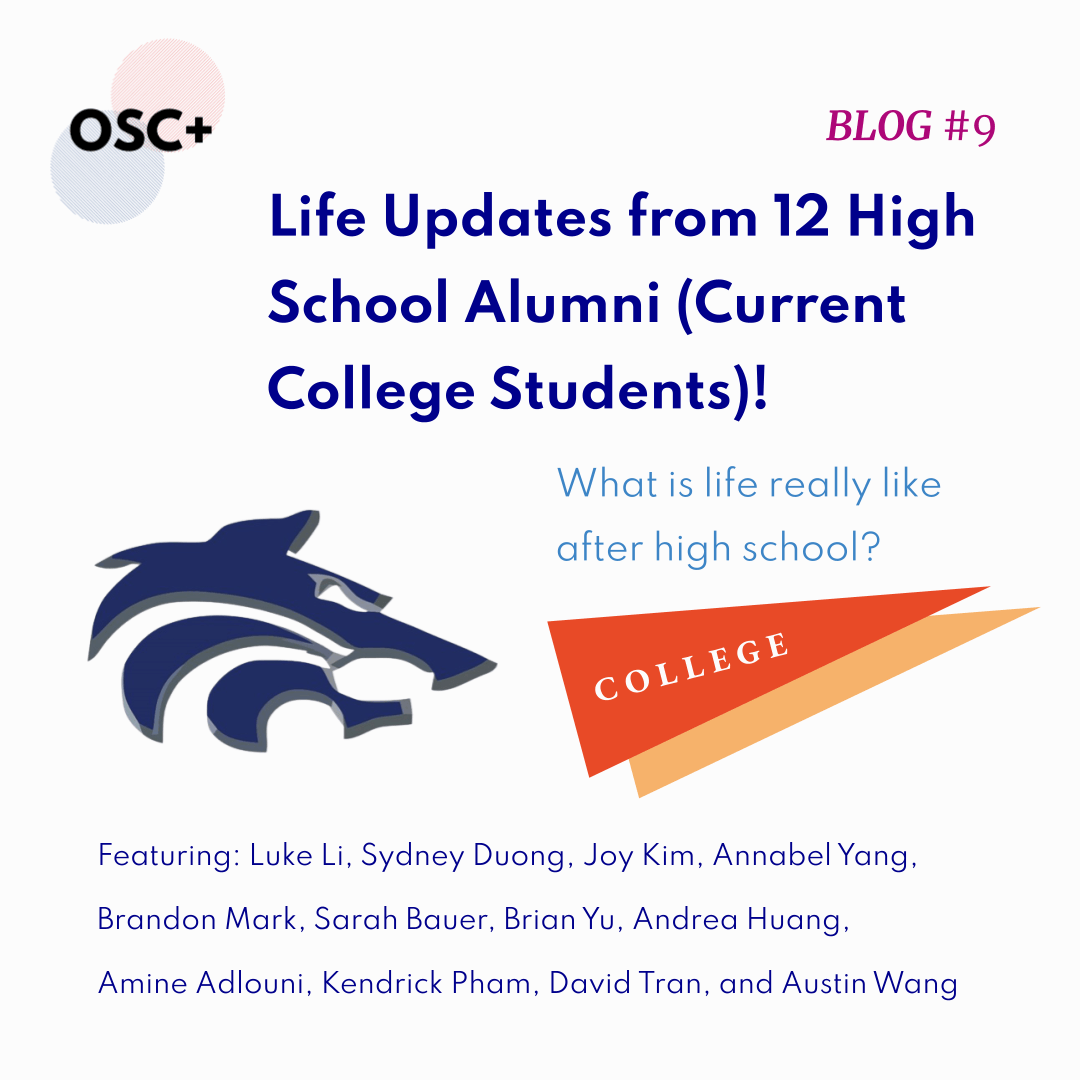 OSC+
BLOG #9
Life Updates from 12 High
School Alumni (Current
College Students)!
What is life really like
after high school?
COLLEGE
Featuring: Luke Li, Sydney Duong, Joy Kim, Annabel Yang,
Brandon Mark, Sarah Bauer, Brian Yu, Andrea Huang,
Amine Adlouni, Kendrick Pham, David Tran, and Austin Wang